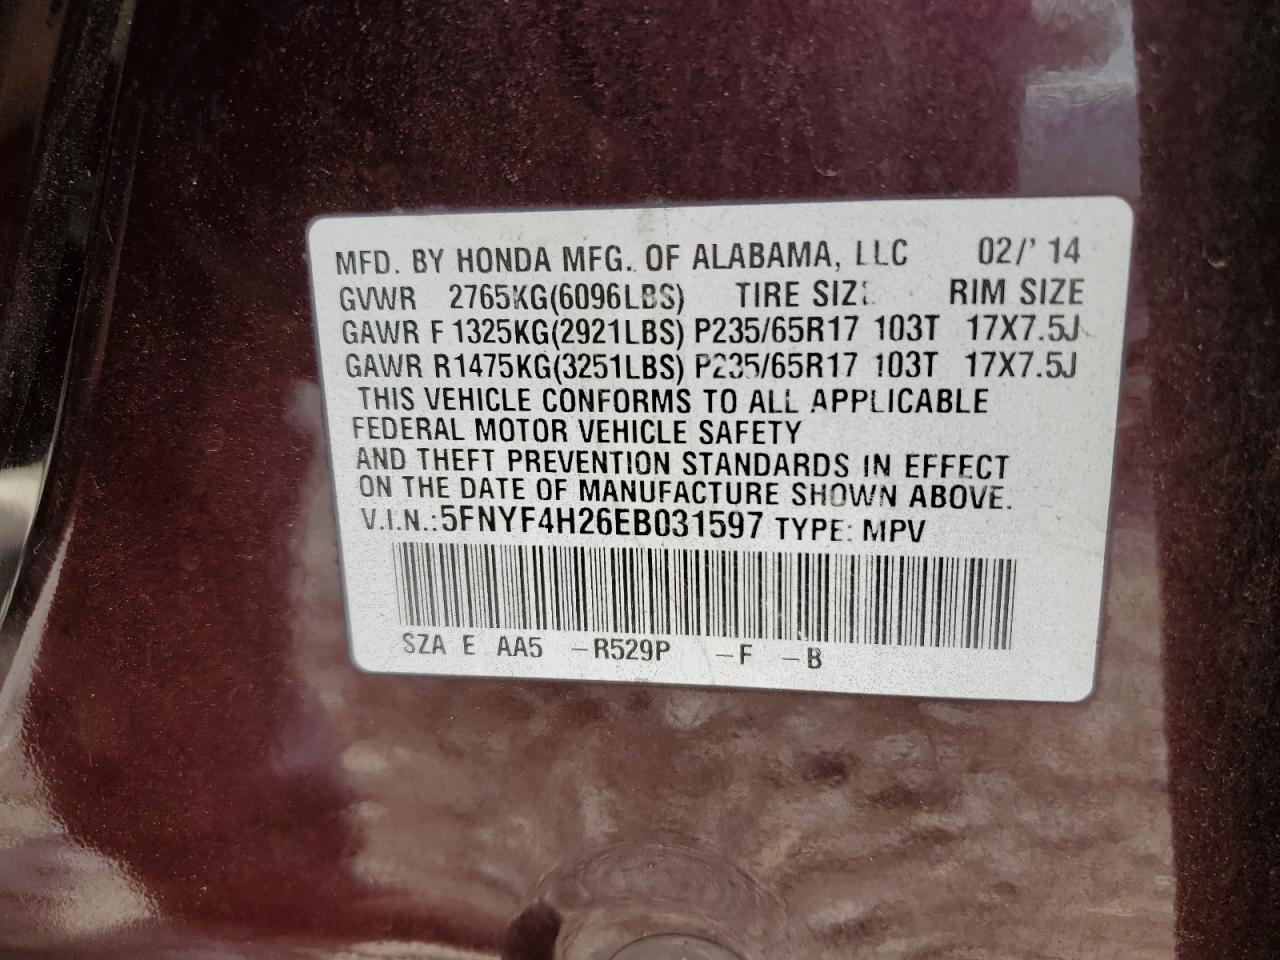 MFD. BY HONDA MFG. OF ALABAMA, LLC 02/' 14
GVWR 2765KG(6096LBS) TIRE SIZE RIM SIZE
GAWR F 1325KG(2921LBS) P235/65R17 103T 17X7.5J
GAWR R1475KG(3251LBS) P235/65R17 103T 17X7.5J
THIS VEHICLE CONFORMS TO ALL APPLICABLE
FEDERAL MOTOR VEHICLE SAFETY
AND THEFT PREVENTION STANDARDS IN EFFECT
ON THE DATE OF MANUFACTURE SHOWN ABOVE.
V.I.N.:5FNYF4H26EB031597 TYPE: MPV
SZA E AA5 -R529P -F -B